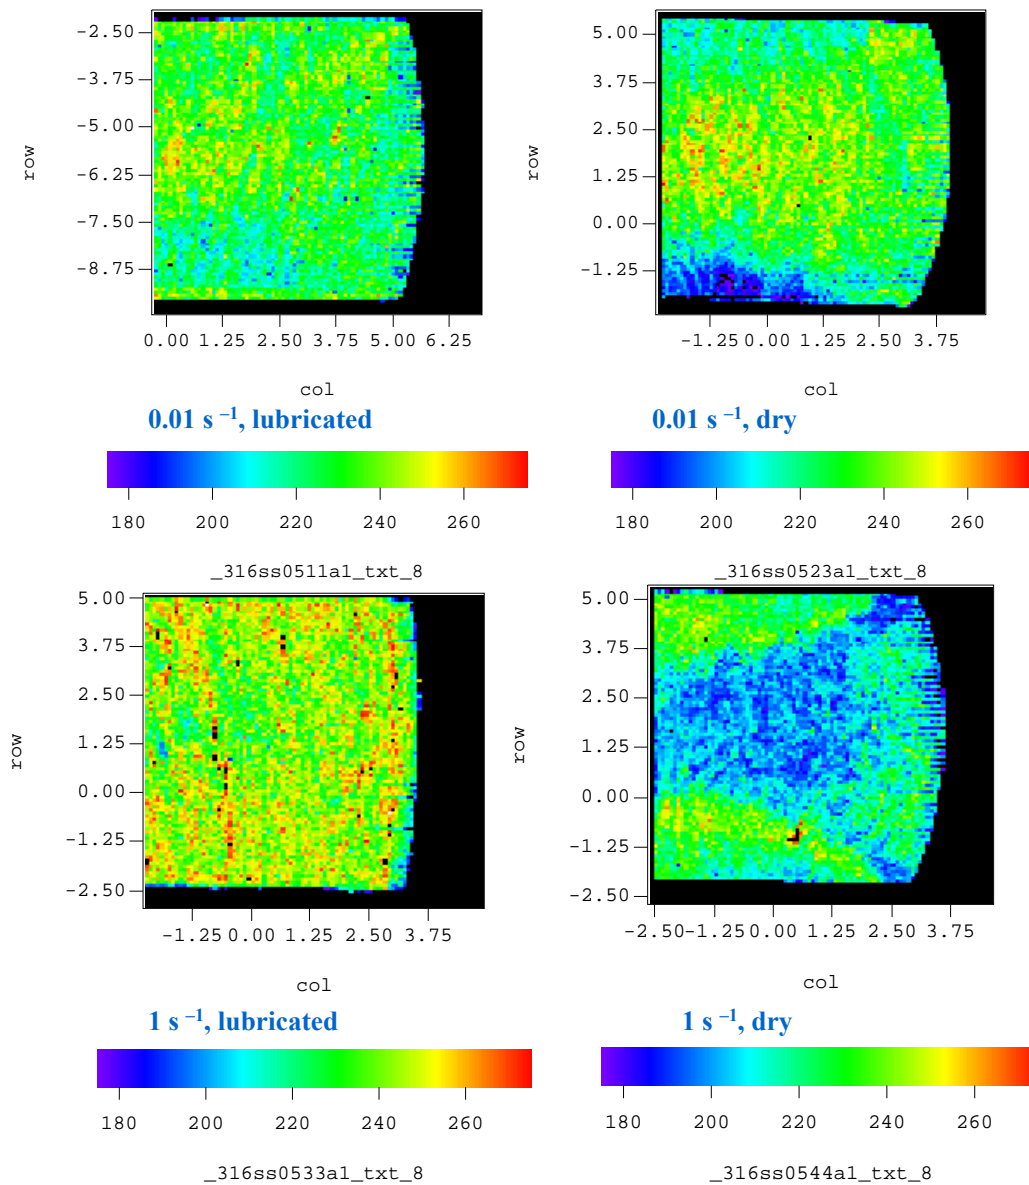 -2.50
-3.75
-5.00
-6.25
-7.50
-8.75
row
0.00 1.25 2.50 3.75 5.00 6.25
col
0.01 s –1, lubricated
180 200 220 240 260
_316ss0511a1_txt_8
5.00
3.75
2.50
1.25
0.00
-1.25
row
-1.25 0.00 1.25 2.50 3.75
col
0.01 s –1, dry
180 200 220 240 260
_316ss0523a1_txt_8
5.00
3.75
2.50
1.25
0.00
-1.25
-2.50
row
-1.25 0.00 1.25 2.50 3.75
col
1 s –1, lubricated
180 200 220 240 260
_316ss0533a1_txt_8
5.00
3.75
2.50
1.25
0.00
-1.25
-2.50
row
-2.50 -1.25 0.00 1.25 2.50 3.75
col
1 s –1, dry
180 200 220 240 260
_316ss0544a1_txt_8